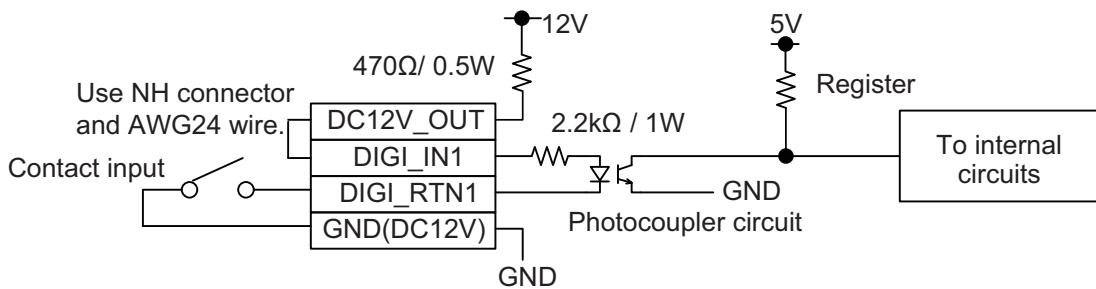 12V
5V
470Ω/ 0.5W
Register
Use NH connector
and AWG24 wire.
DC12V_OUT
2.2kΩ / 1W
To internal
circuits
DIGI_IN1
Contact input
DIGI_RTN1
GND
Photocoupler circuit
GND(DC12V)
GND